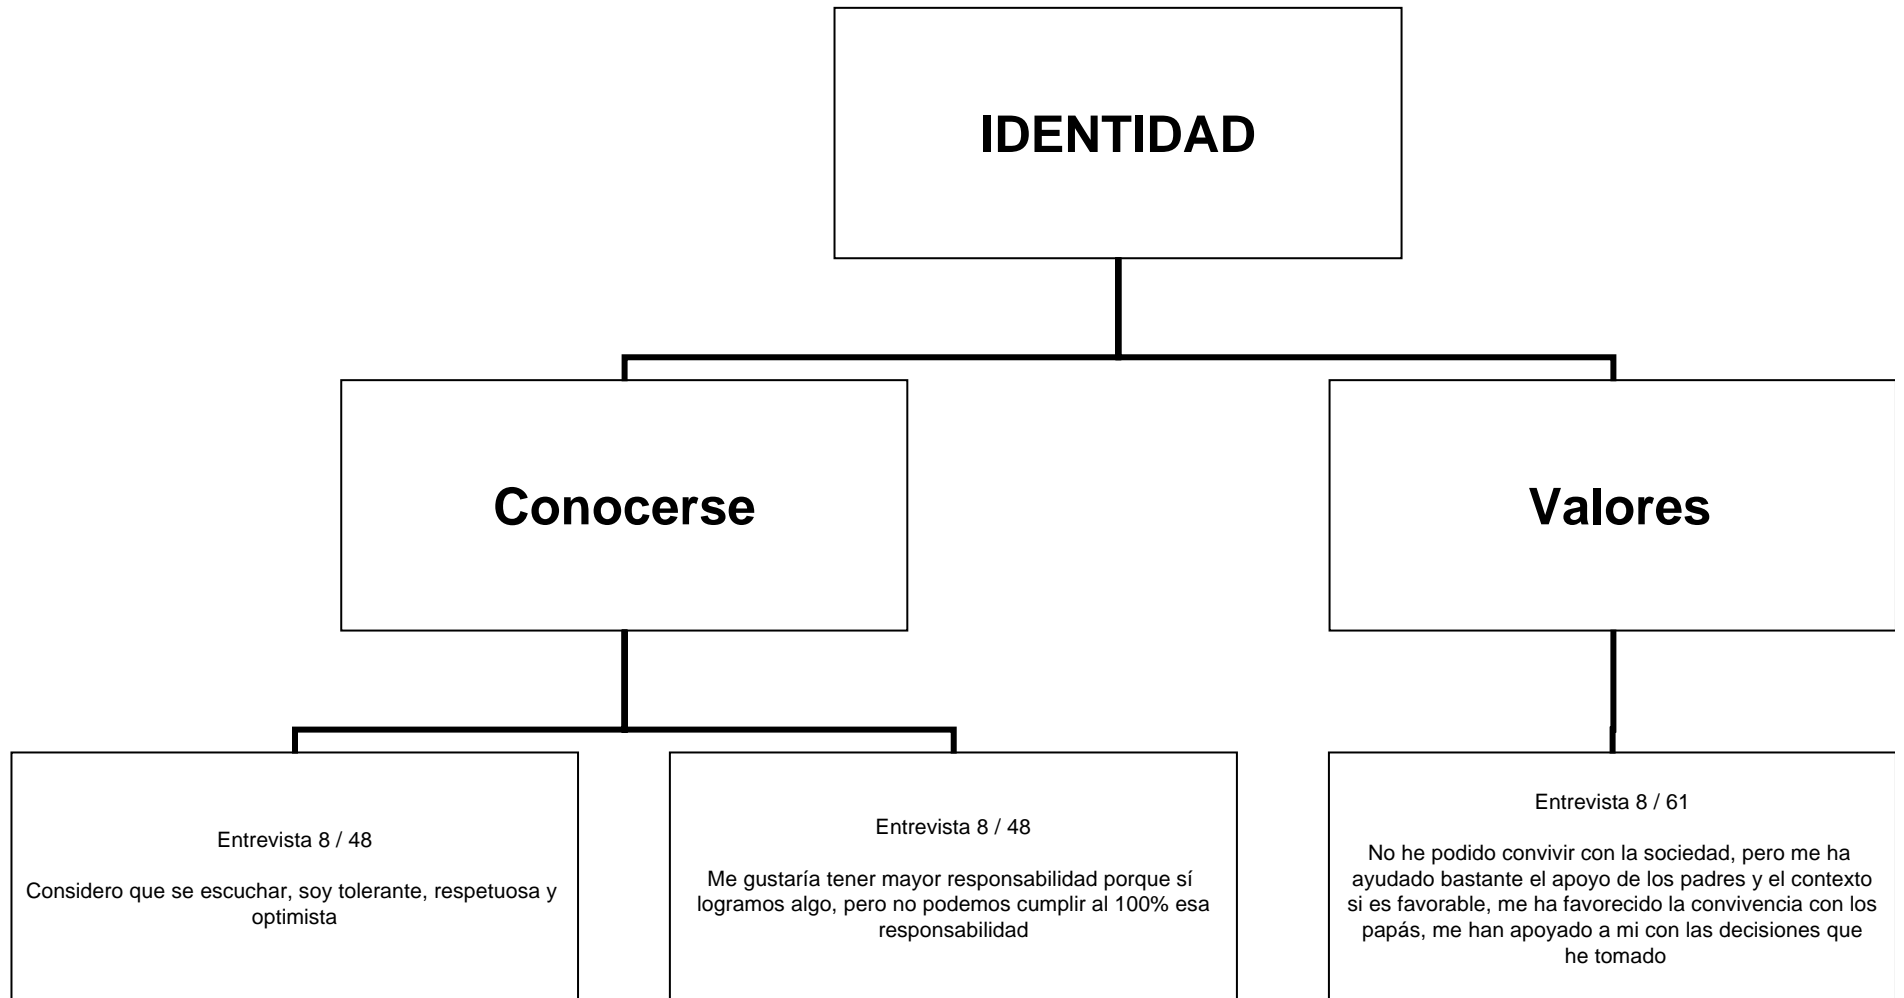 IDENTIDAD
Conocerse
Valores
Entrevista 8 / 48
Considero que se escuchar, soy tolerante, respetuosa y
optimista
Entrevista 8 / 48
Me gustaría tener mayor responsabilidad porque sí
logramos algo, pero no podemos cumplir al 100% esa
responsabilidad
Entrevista 8 / 61
No he podido convivir con la sociedad, pero me ha
ayudado bastante el apoyo de los padres y el contexto
si es favorable, me ha favorecido la convivencia con los
papás, me han apoyado a mi con las decisiones que
he tomado